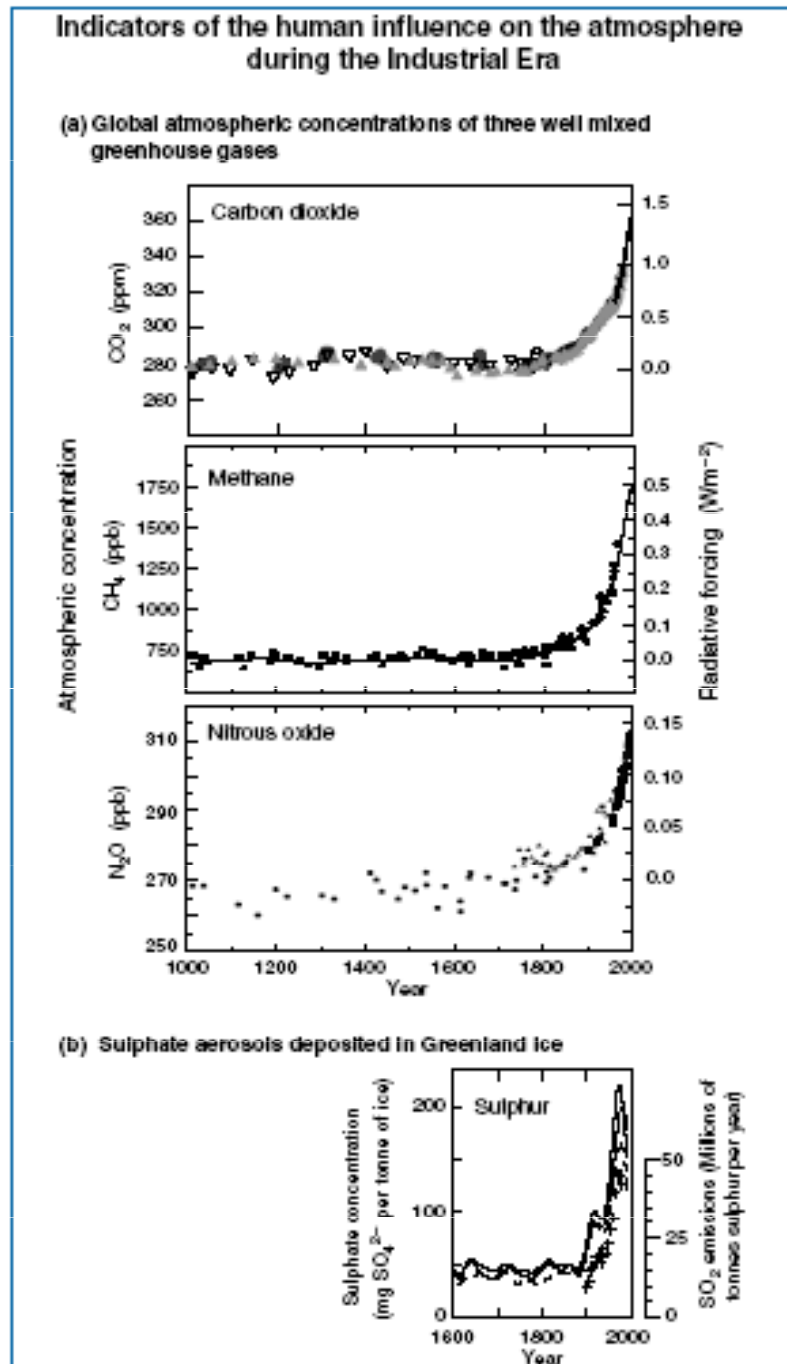 Indicators of the human influence on the atmosphere
during the Industrial Era
(a) Global atmospheric concentrations of three well mixed
greenhouse gases
Carbon dioxide
CO₂ (ppm)
360
340
320
300
280
260
1.5
1.0
0.5
0.0
Methane
Atmospheric concentration
CH₄ (ppb)
1750
1500
1250
1000
750
0.5
0.4
0.3
0.2
0.1
0.0
Radiative forcing (Wm⁻²)
Nitrous oxide
N₂O (ppb)
310
290
270
250
0.15
0.10
0.05
0.0
1000 1200 1400 1600 1800 2000
Year
(b) Sulphate aerosols deposited in Greenland ice
Sulphur
Sulphate concentration
(mg SO₄²⁻ per tonne of ice)
200
100
0
50
25
0
SO₂ emissions (Millions of
tonnes sulphur per year)
1600 1800 2000
Year